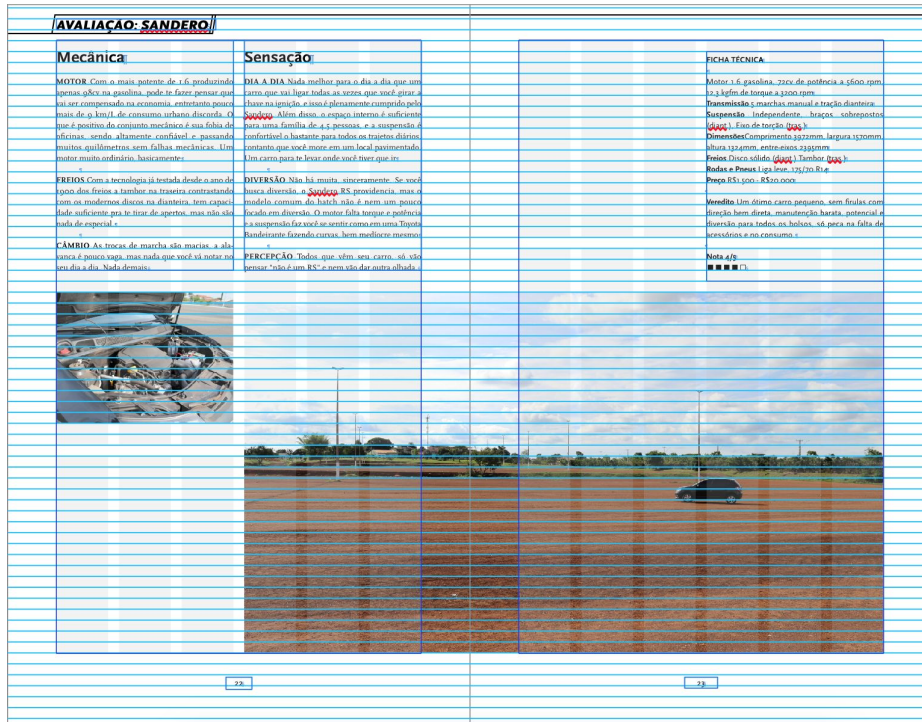 AVALIAÇÃO: SANDERO
Mecânica
MOTOR Com o mais potente de 1.6 produzindo
apenas 98cv na gasolina, pode te fazer pensar que
vai ser compensado na economia, entretanto pouco
mais de 9 km/L de consumo urbano discorda. O
que é positivo do conjunto mecânico é sua fobia de
oficinas, sendo altamente confiável e passando
muitos quilômetros sem falhas mecânicas. Um
motor muito ordinário, basicamente
FREIOS Com a tecnologia já testada desde o ano de
1900 dos freios a tambor na traseira contrastando
com os modernos discos na dianteira, tem capaci-
dade suficiente pra te tirar de apertos, mas não são
nada de especial.
CÂMBIO As trocas de marcha são macias, a ala-
vanca é pouco vaga, mas nada que você vá notar no
seu dia a dia. Nada demais
Sensação
DIA A DIA Nada melhor para o dia a dia que um
carro que vai ligar todas as vezes que você girar a
chave na ignição, e isso é plenamente cumprido pelo
Sandero. Além disso, o espaço interno é suficiente
para uma família de 4,5 pessoas, e a suspensão é
confortável o bastante para todos os trajetos diários
contanto que você more em um local pavimentado.
Um carro para te levar onde você tiver que ir
DIVERSÃO Não há muita, sinceramente. Se você
busca diversão, o Sandero RS providencia, mas o
modelo comum do hatch não é nem um pouco
focado em diversão. O motor falta torque e potência
e a suspensão faz você se sentir como em uma Toyota
Bandeirante fazendo curvas, bem medíocre mesmo
PERCEPÇÃO Todos que vêm seu carro, só vão
pensar "não é um RS" e nem vão dar outra olhada.
FICHA TÉCNICA
Motor 1.6 gasolina, 72cv de potência a 5600 rpm,
12.3 kgfm de torque a 3200 rpm
Transmissão 5 marchas manual e tração dianteira
Suspensão Independente, braços sobrepostos
(diant.), Eixo de torção (tras.)
Dimensões Comprimento 3972mm, largura 1570mm,
altura 1324mm, entre-eixos 2395mm
Freios Disco sólido (diant.) Tambor (tras.)
Rodas e Pneus Liga leve, 175/70 R14
Preço R$1.500 - R$20.000
Veredito Um ótimo carro pequeno, sem firulas com
direção bem direta, manutenção barata, potencial e
diversão para todos os bolsos, só peca na falta de
acessórios e no consumo.
Nota 4/5
22
23